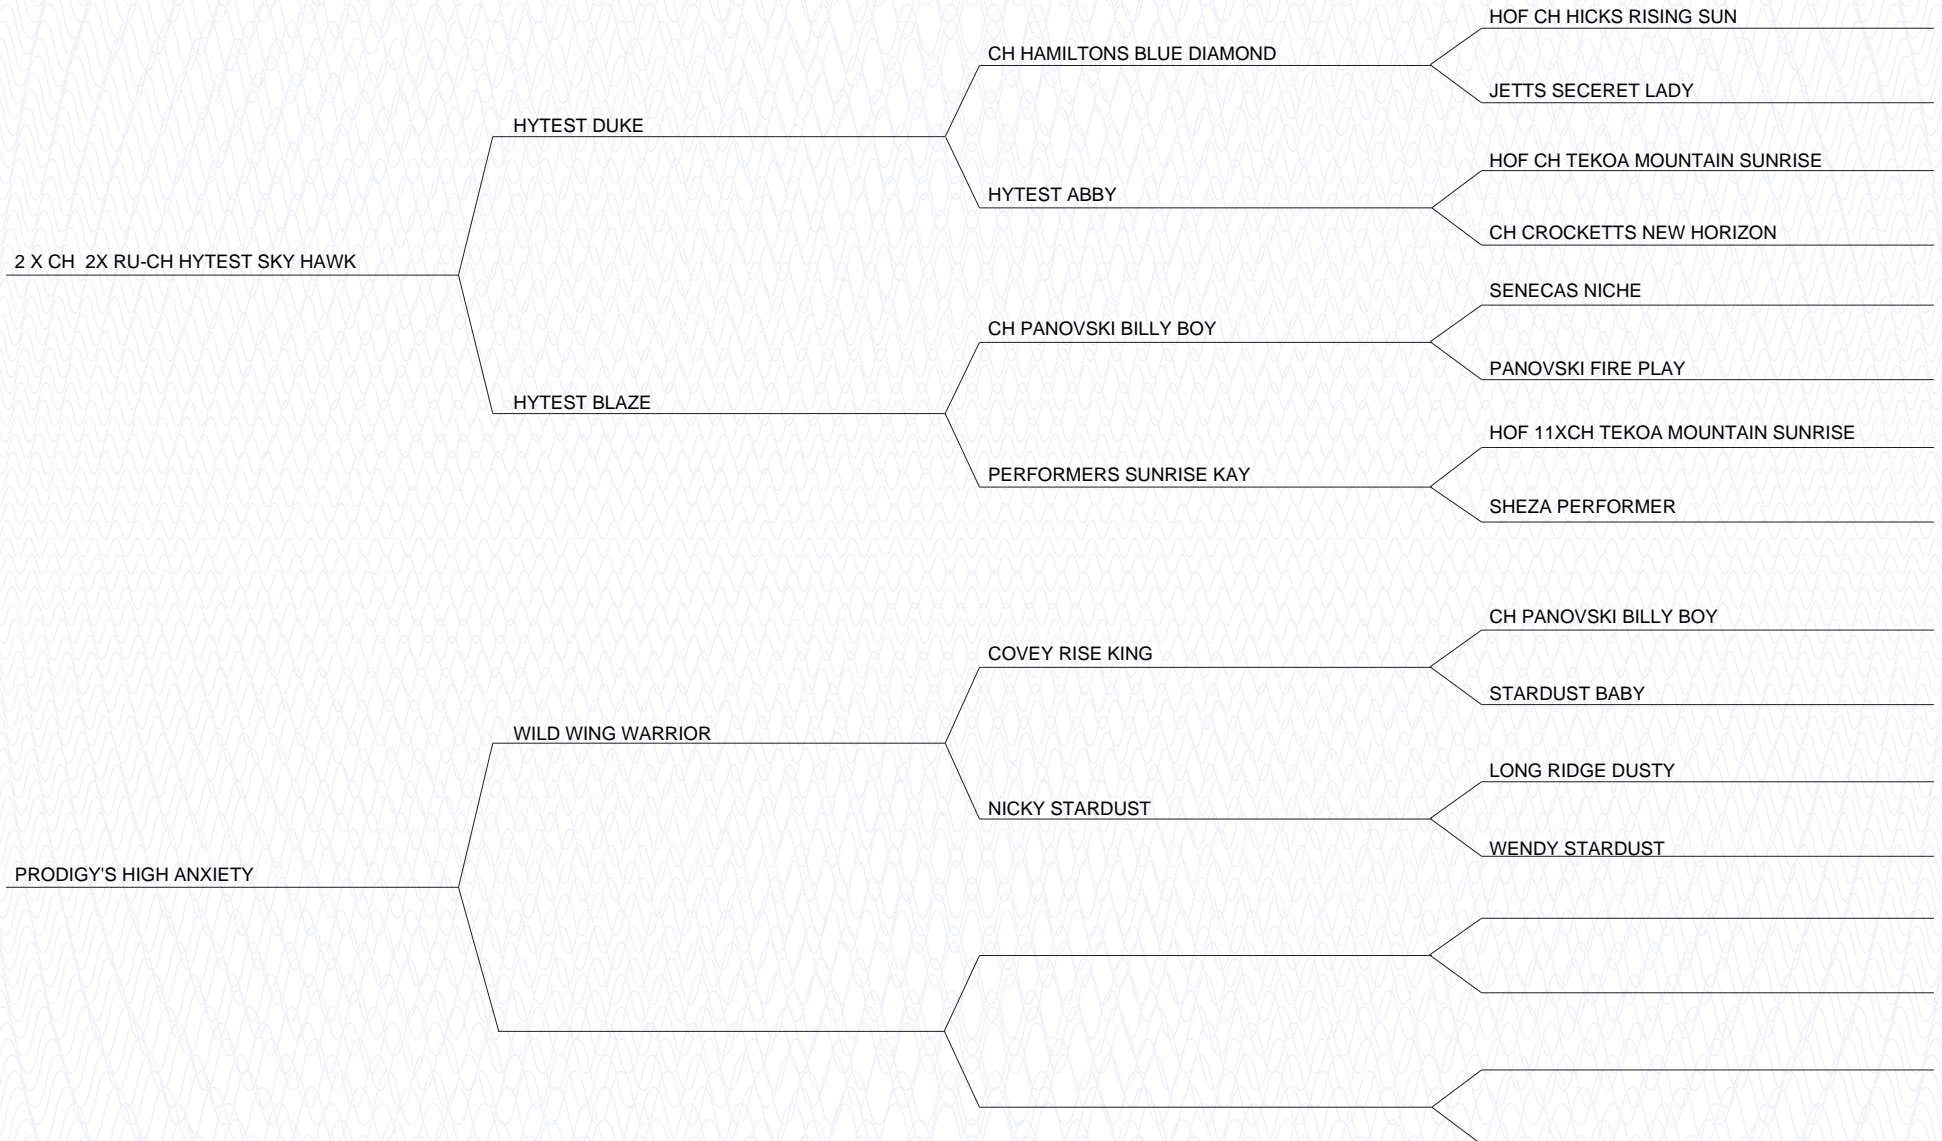 HOF CH HICKS RISING SUN
CH HAMILTONS BLUE DIAMOND
JETTS SECERET LADY
HYTEST DUKE
HOF CH TEKOA MOUNTAIN SUNRISE
HYTEST ABBY
CH CROCKETTS NEW HORIZON
2 X CH  2X RU-CH HYTEST SKY HAWK
SENECAS NICHE
CH PANOVSKI BILLY BOY
PANOVSKI FIRE PLAY
HYTEST BLAZE
HOF 11XCH TEKOA MOUNTAIN SUNRISE
PERFORMERS SUNRISE KAY
SHEZA PERFORMER
CH PANOVSKI BILLY BOY
COVEY RISE KING
STARDUST BABY
WILD WING WARRIOR
LONG RIDGE DUSTY
NICKY STARDUST
WENDY STARDUST
PRODIGY'S HIGH ANXIETY